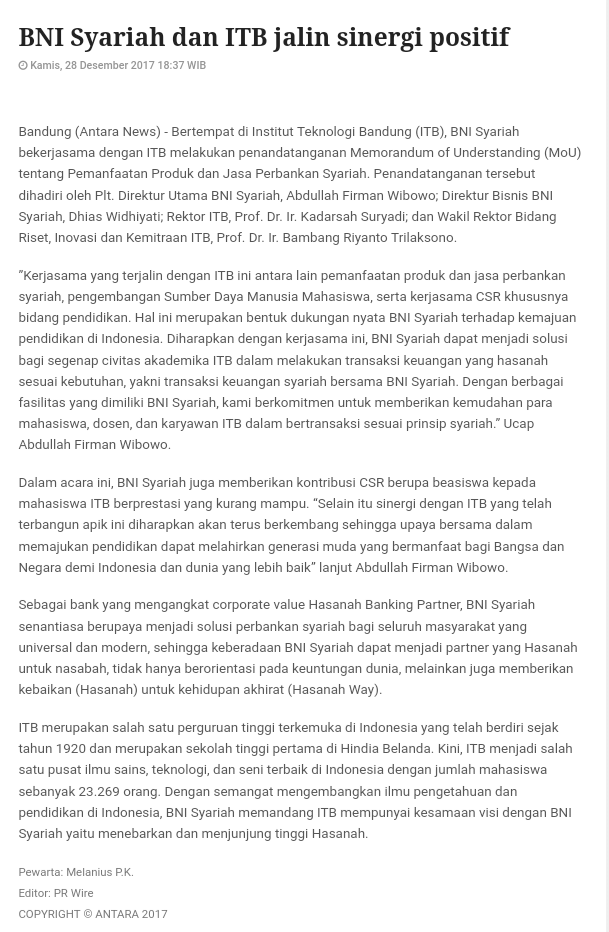 BNI Syariah dan ITB jalin sinergi positif
Kamis, 28 Desember 2017 18:37 WIB
Bandung (Antara News) - Bertempat di Institut Teknologi Bandung (ITB), BNI Syariah
bekerjasama dengan ITB melakukan penandatanganan Memorandum of Understanding (MoU)
tentang Pemanfaatan Produk dan Jasa Perbankan Syariah. Penandatanganan tersebut
dihadiri oleh Plt. Direktur Utama BNI Syariah, Abdullah Firman Wibowo; Direktur Bisnis BNI
Syariah, Dhias Widhiyati; Rektor ITB, Prof. Dr. Ir. Kadarsah Suryadi; dan Wakil Rektor Bidang
Riset, Inovasi dan Kemitraan ITB, Prof. Dr. Ir. Bambang Riyanto Trilaksono.
”Kerjasama yang terjalin dengan ITB ini antara lain pemanfaatan produk dan jasa perbankan
syariah, pengembangan Sumber Daya Manusia Mahasiswa, serta kerjasama CSR khususnya
bidang pendidikan. Hal ini merupakan bentuk dukungan nyata BNI Syariah terhadap kemajuan
pendidikan di Indonesia. Diharapkan dengan kerjasama ini, BNI Syariah dapat menjadi solusi
bagi segenap civitas akademika ITB dalam melakukan transaksi keuangan yang hasanah
sesuai kebutuhan, yakni transaksi keuangan syariah bersama BNI Syariah. Dengan berbagai
fasilitas yang dimiliki BNI Syariah, kami berkomitmen untuk memberikan kemudahan para
mahasiswa, dosen, dan karyawan ITB dalam bertransaksi sesuai prinsip syariah.” Ucap
Abdullah Firman Wibowo.
Dalam acara ini, BNI Syariah juga memberikan kontribusi CSR berupa beasiswa kepada
mahasiswa ITB berprestasi yang kurang mampu. “Selain itu sinergi dengan ITB yang telah
terbangun apik ini diharapkan akan terus berkembang sehingga upaya bersama dalam
memajukan pendidikan dapat melahirkan generasi muda yang bermanfaat bagi Bangsa dan
Negara demi Indonesia dan dunia yang lebih baik” lanjut Abdullah Firman Wibowo.
Sebagai bank yang mengangkat corporate value Hasanah Banking Partner, BNI Syariah
senantiasa berupaya menjadi solusi perbankan syariah bagi seluruh masyarakat yang
universal dan modern, sehingga keberadaan BNI Syariah dapat menjadi partner yang Hasanah
untuk nasabah, tidak hanya berorientasi pada keuntungan dunia, melainkan juga memberikan
kebaikan (Hasanah) untuk kehidupan akhirat (Hasanah Way).
ITB merupakan salah satu perguruan tinggi terkemuka di Indonesia yang telah berdiri sejak
tahun 1920 dan merupakan sekolah tinggi pertama di Hindia Belanda. Kini, ITB menjadi salah
satu pusat ilmu sains, teknologi, dan seni terbaik di Indonesia dengan jumlah mahasiswa
sebanyak 23.269 orang. Dengan semangat mengembangkan ilmu pengetahuan dan
pendidikan di Indonesia, BNI Syariah memandang ITB mempunyai kesamaan visi dengan BNI
Syariah yaitu menebarkan dan menjunjung tinggi Hasanah.
Pewarta: Melanius P.K.
Editor: PR Wire
COPYRIGHT © ANTARA 2017